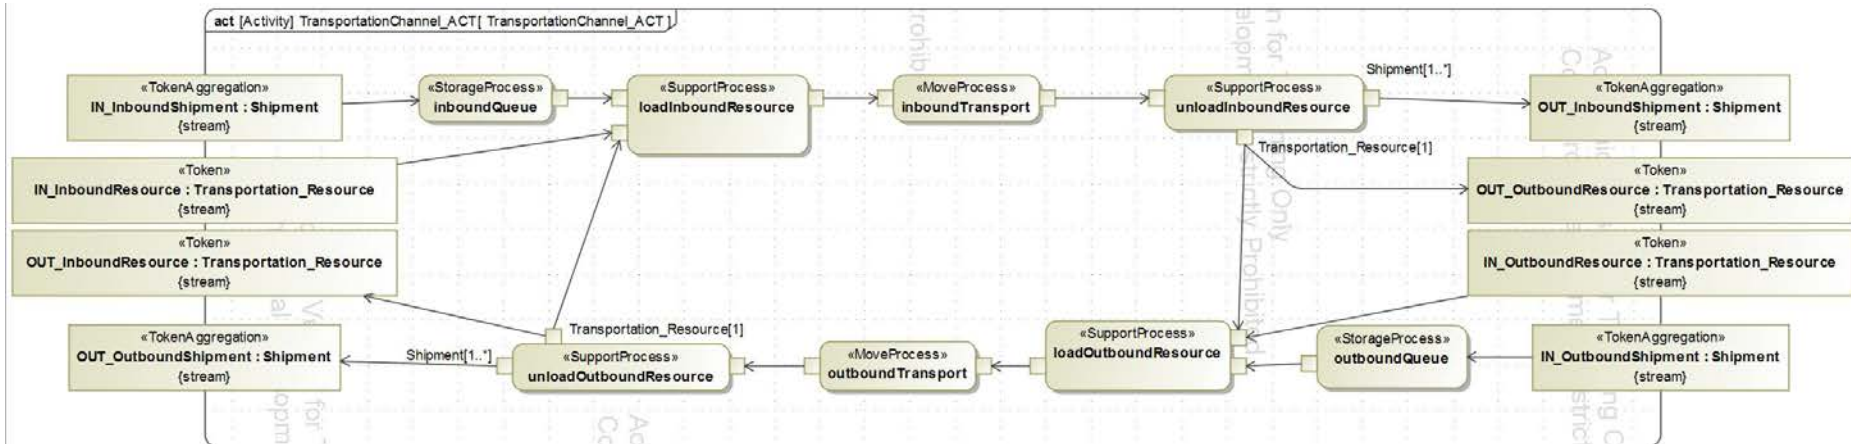 act [Activity] TransportationChannel_ACT[ TransportationChannel_ACT ]
«TokenAggregation»
IN_InboundShipment : Shipment
{stream}
«StorageProcess»
inboundQueue
«SupportProcess»
loadInboundResource
«MoveProcess»
inboundTransport
«SupportProcess»
unloadInboundResource
Shipment[1..*]
«TokenAggregation»
OUT_InboundShipment : Shipment
{stream}
Transportation_Resource[1]
«Token»
IN_InboundResource : Transportation_Resource
{stream}
«Token»
OUT_OutboundResource : Transportation_Resource
{stream}
«Token»
OUT_InboundResource : Transportation_Resource
{stream}
«Token»
IN_OutboundResource : Transportation_Resource
{stream}
«TokenAggregation»
OUT_OutboundShipment : Shipment
{stream}
Shipment[1..*]
Transportation_Resource[1]
«SupportProcess»
unloadOutboundResource
«MoveProcess»
outboundTransport
«SupportProcess»
loadOutboundResource
«StorageProcess»
outboundQueue
«TokenAggregation»
IN_OutboundShipment : Shipment
{stream}